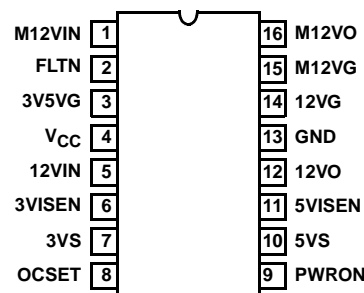 M12VIN 1 16 M12VO
FLTN 2 15 M12VG
3V5VG 3 14 12VG
VCC 4 13 GND
12VIN 5 12 12VO
3VISEN 6 11 5VISEN
3VS 7 10 5VS
OCSET 8 9 PWRON